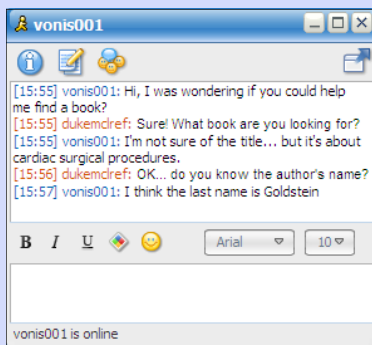 vonis001
[15:55] vonis001: Hi, I was wondering if you could help
me find a book?
[15:55] dukemclref: Sure! What book are you looking for?
[15:55] vonis001: I'm not sure of the title... but it's about
cardiac surgical procedures.
[15:56] dukemclref: OK... do you know the author's name?
[15:57] vonis001: I think the last name is Goldstein
B I U Arial 10
vonis001 is online